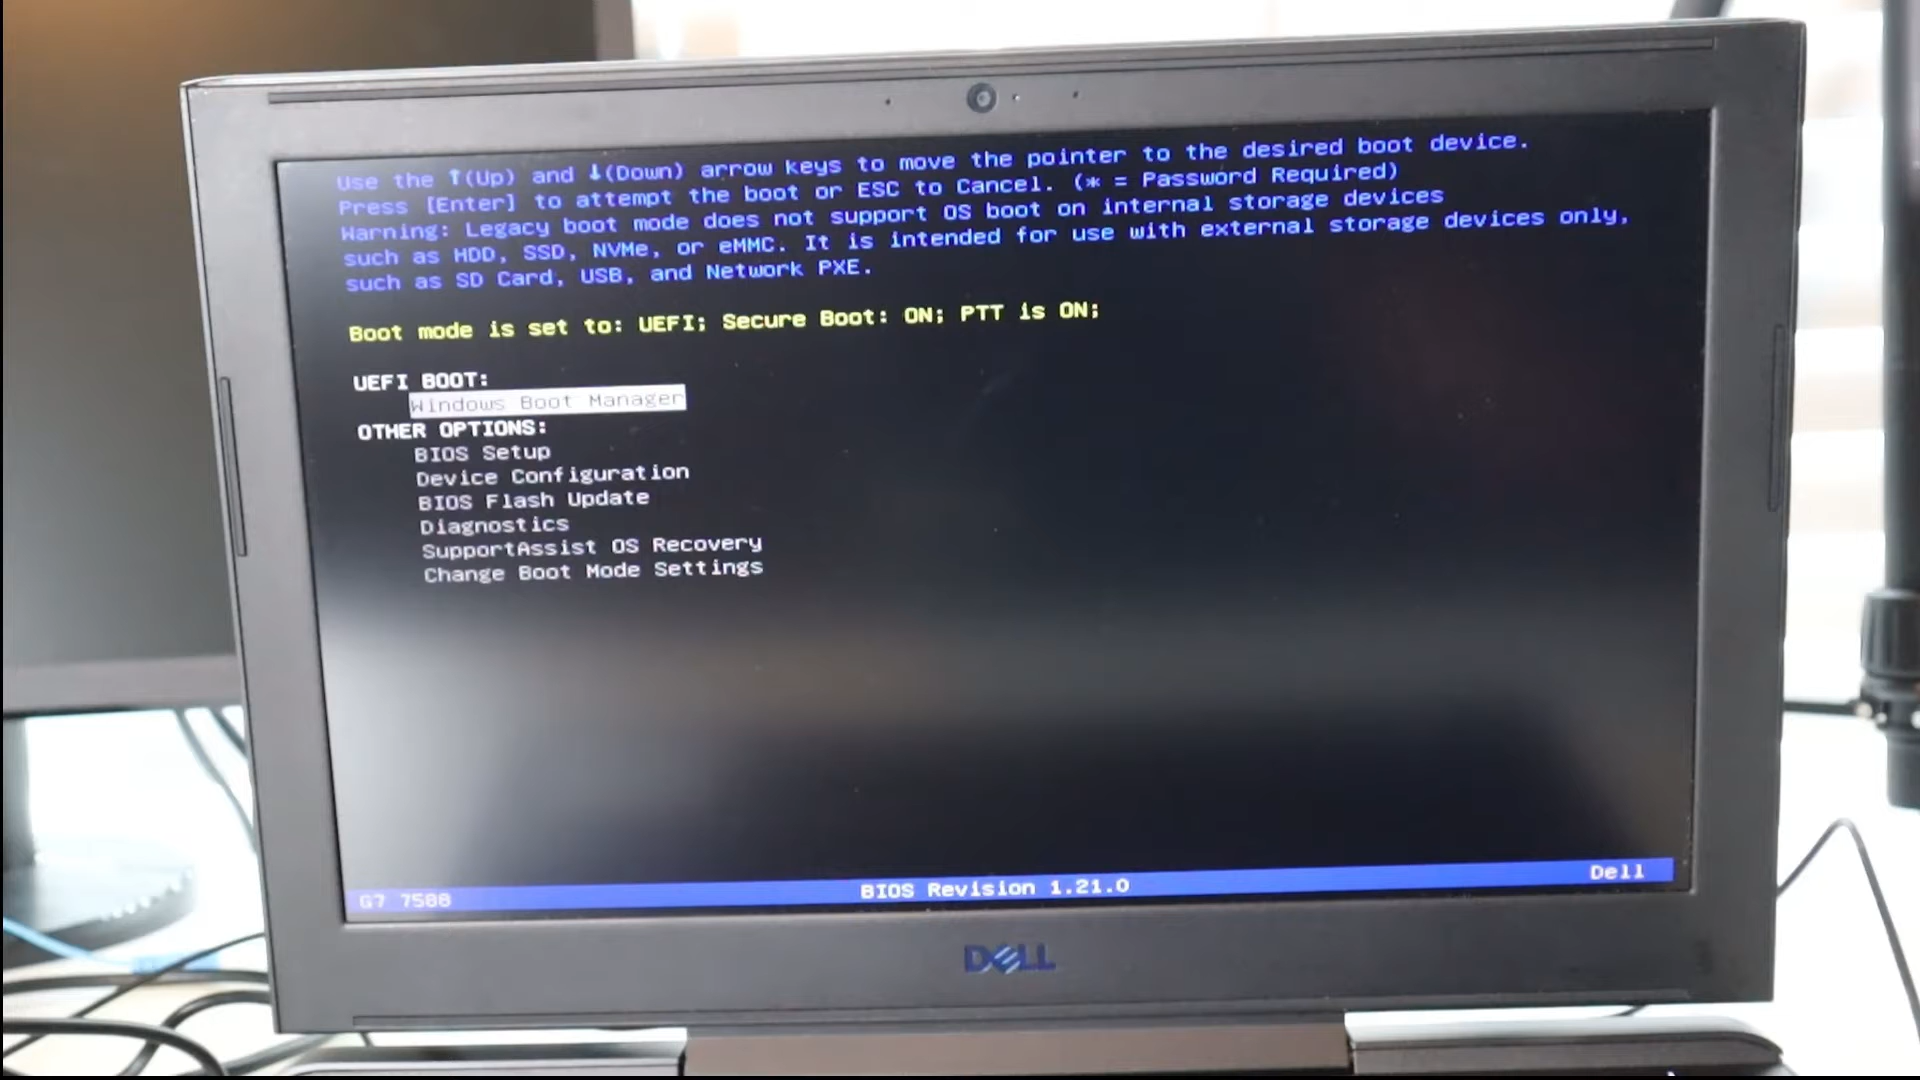 Use the ↑(Up) and ↓(Down) arrow keys to move the pointer to the desired boot device.
Press [Enter] to attempt the boot or ESC to Cancel. (* = Password Required)
Warning: Legacy boot mode does not support OS boot on internal storage devices
such as HDD, SSD, NVMe, or eMMC. It is intended for use with external storage devices only,
such as SD Card, USB, and Network PXE.
Boot mode is set to: UEFI; Secure Boot: ON; PTT is ON;
UEFI BOOT:
Windows Boot Manager
OTHER OPTIONS:
BIOS Setup
Device Configuration
BIOS Flash Update
Diagnostics
SupportAssist OS Recovery
Change Boot Mode Settings
G7 7588 BIOS Revision 1.21.0 Dell
DELL